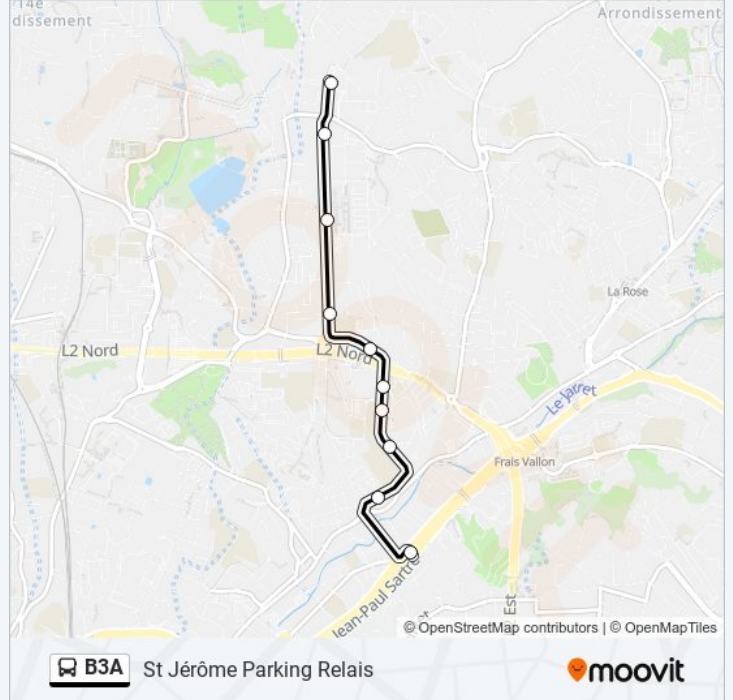 14e
dissement
Arrondissement
La Rose
L2 Nord
L2 Nord
Le Jarret
Frais Vallon
Jean-Paul Sartre
Est
© OpenStreetMap contributors | © OpenMapTiles
B3A St Jérôme Parking Relais
moovit